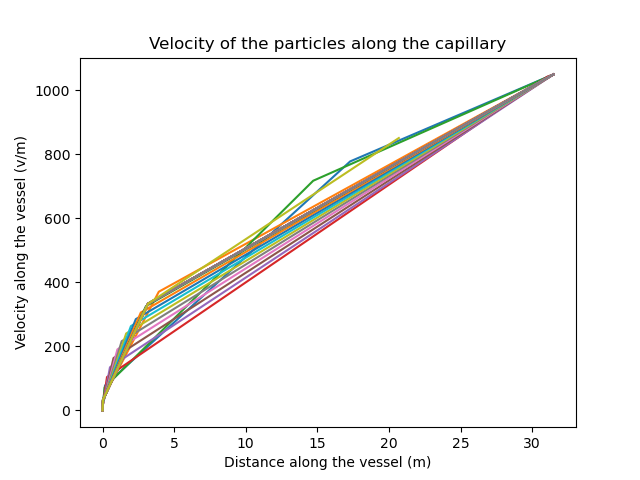 Velocity of the particles along the capillary
1000
800
600
400
200
0
Velocity along the vessel (v/m)
0 5 10 15 20 25 30
Distance along the vessel (m)